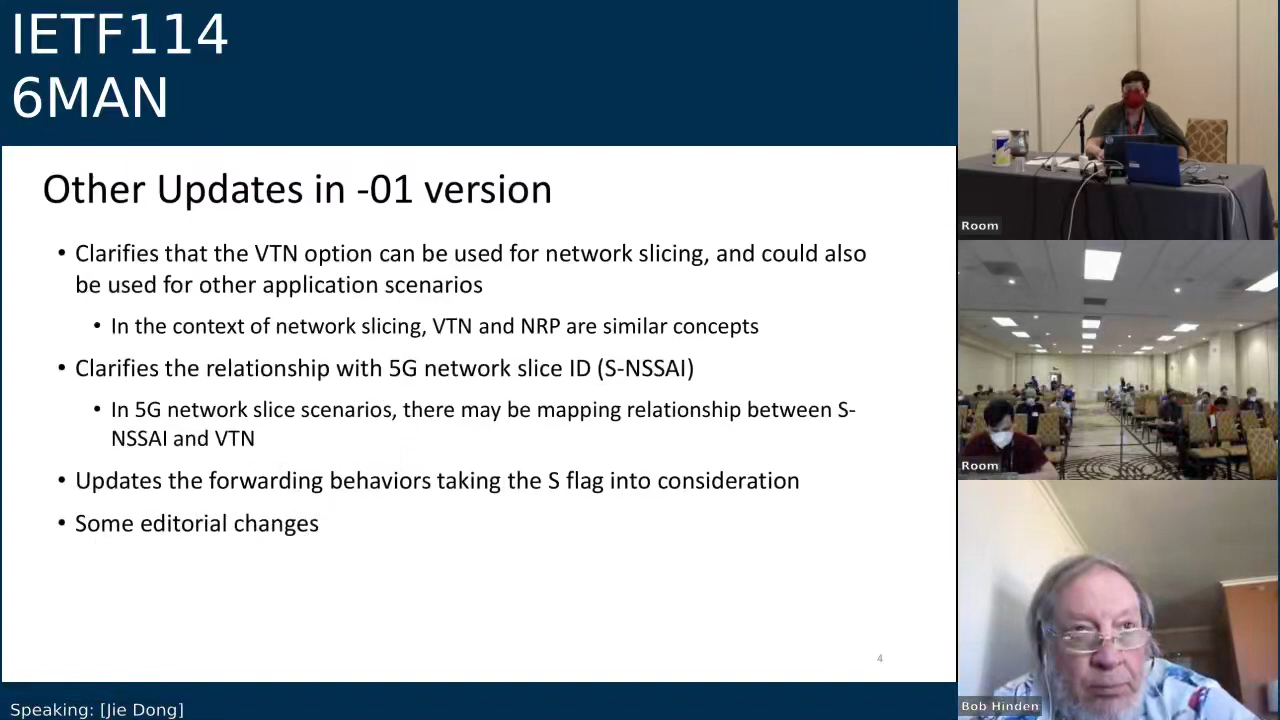 IETF114
6MAN
Other Updates in -01 version
• Clarifies that the VTN option can be used for network slicing, and could also
be used for other application scenarios
• In the context of network slicing, VTN and NRP are similar concepts
• Clarifies the relationship with 5G network slice ID (S-NSSAI)
• In 5G network slice scenarios, there may be mapping relationship between S-
NSSAI and VTN
• Updates the forwarding behaviors taking the S flag into consideration
• Some editorial changes
4
Speaking: [Jie Dong]
Room
Room
Bob Hinden